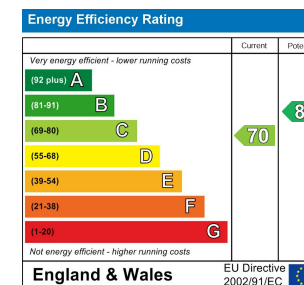 Energy Efficiency Rating
Current
Very energy efficient - lower running costs
(92 plus) A
(81-91) B
(69-80) C
(55-68) D
(39-54) E
(21-38) F
(1-20) G
70
Not energy efficient - higher running costs
England & Wales
EU Directive
2002/91/EC